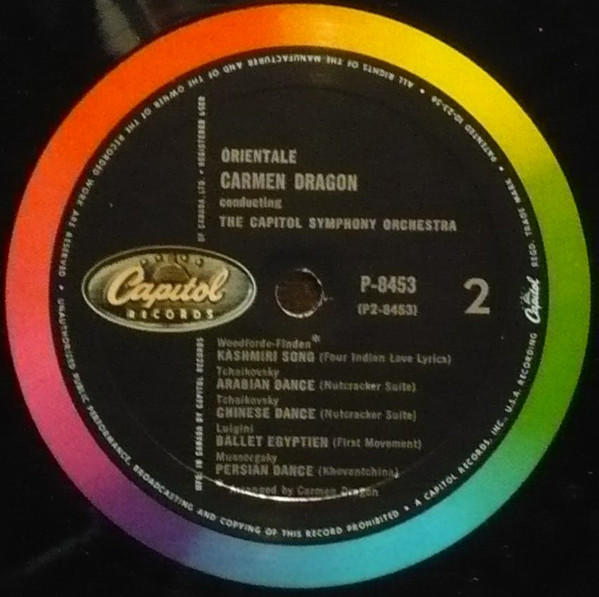 ORIENTALE
CARMEN DRAGON
conducting
THE CAPITOL SYMPHONY ORCHESTRA
Capitol
RECORDS
P-8453
(P2-8453)
2
Woodforde-Finden*
KASHMIRI SONG (Four Indian Love Lyrics)
Tchaikovsky
ARABIAN DANCE (Nutcracker Suite)
Tchaikovsky
CHINESE DANCE (Nutcracker Suite)
Luigini
BALLET EGYPTIEN (First Movement)
Mussorgsky
PERSIAN DANCE (Khovantchina)
Arranged by Carmen Dragon
MFD. IN CANADA BY CAPITOL RECORDS
OF CANADA, LTD. • REGISTERED USER
ALL RIGHTS OF THE MANUFACTURER AND OF THE OWNER OF THE RECORDED WORK ARE RESERVED • UNAUTHORIZED PUBLIC PERFORMANCE, BROADCASTING AND COPYING OF THIS RECORD PROHIBITED • A CAPITOL RECORDS, INC., U.S.A. RECORDING
Capitol
REGD. TRADE MARK • PATENTED 10-23-56 •